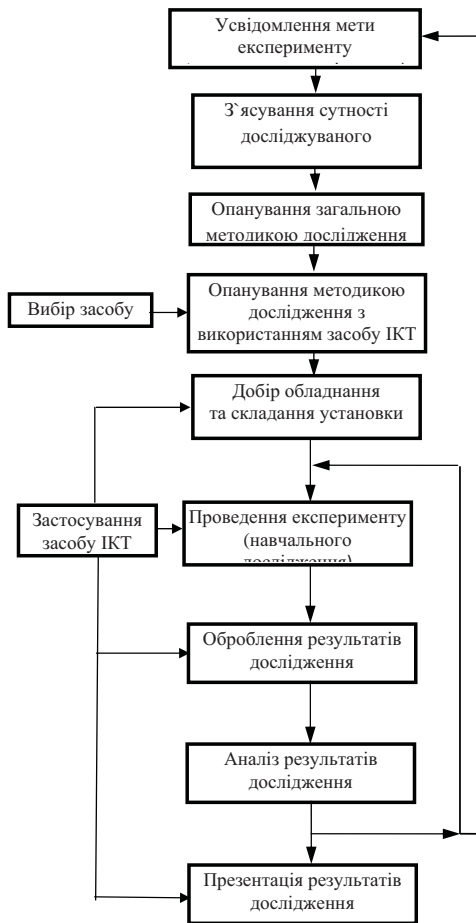 Усвідомлення мети
експерименту
З`ясування сутності
досліджуваного
Опанування загальною
методикою дослідження
Вибір засобу
Опанування методикою
дослідження з
використанням засобу ІКТ
Добір обладнання
та складання установки
Застосування
засобу ІКТ
Проведення експерименту
(навчального
дослідження)
Оброблення результатів
дослідження
Аналіз результатів
дослідження
Презентація результатів
дослідження